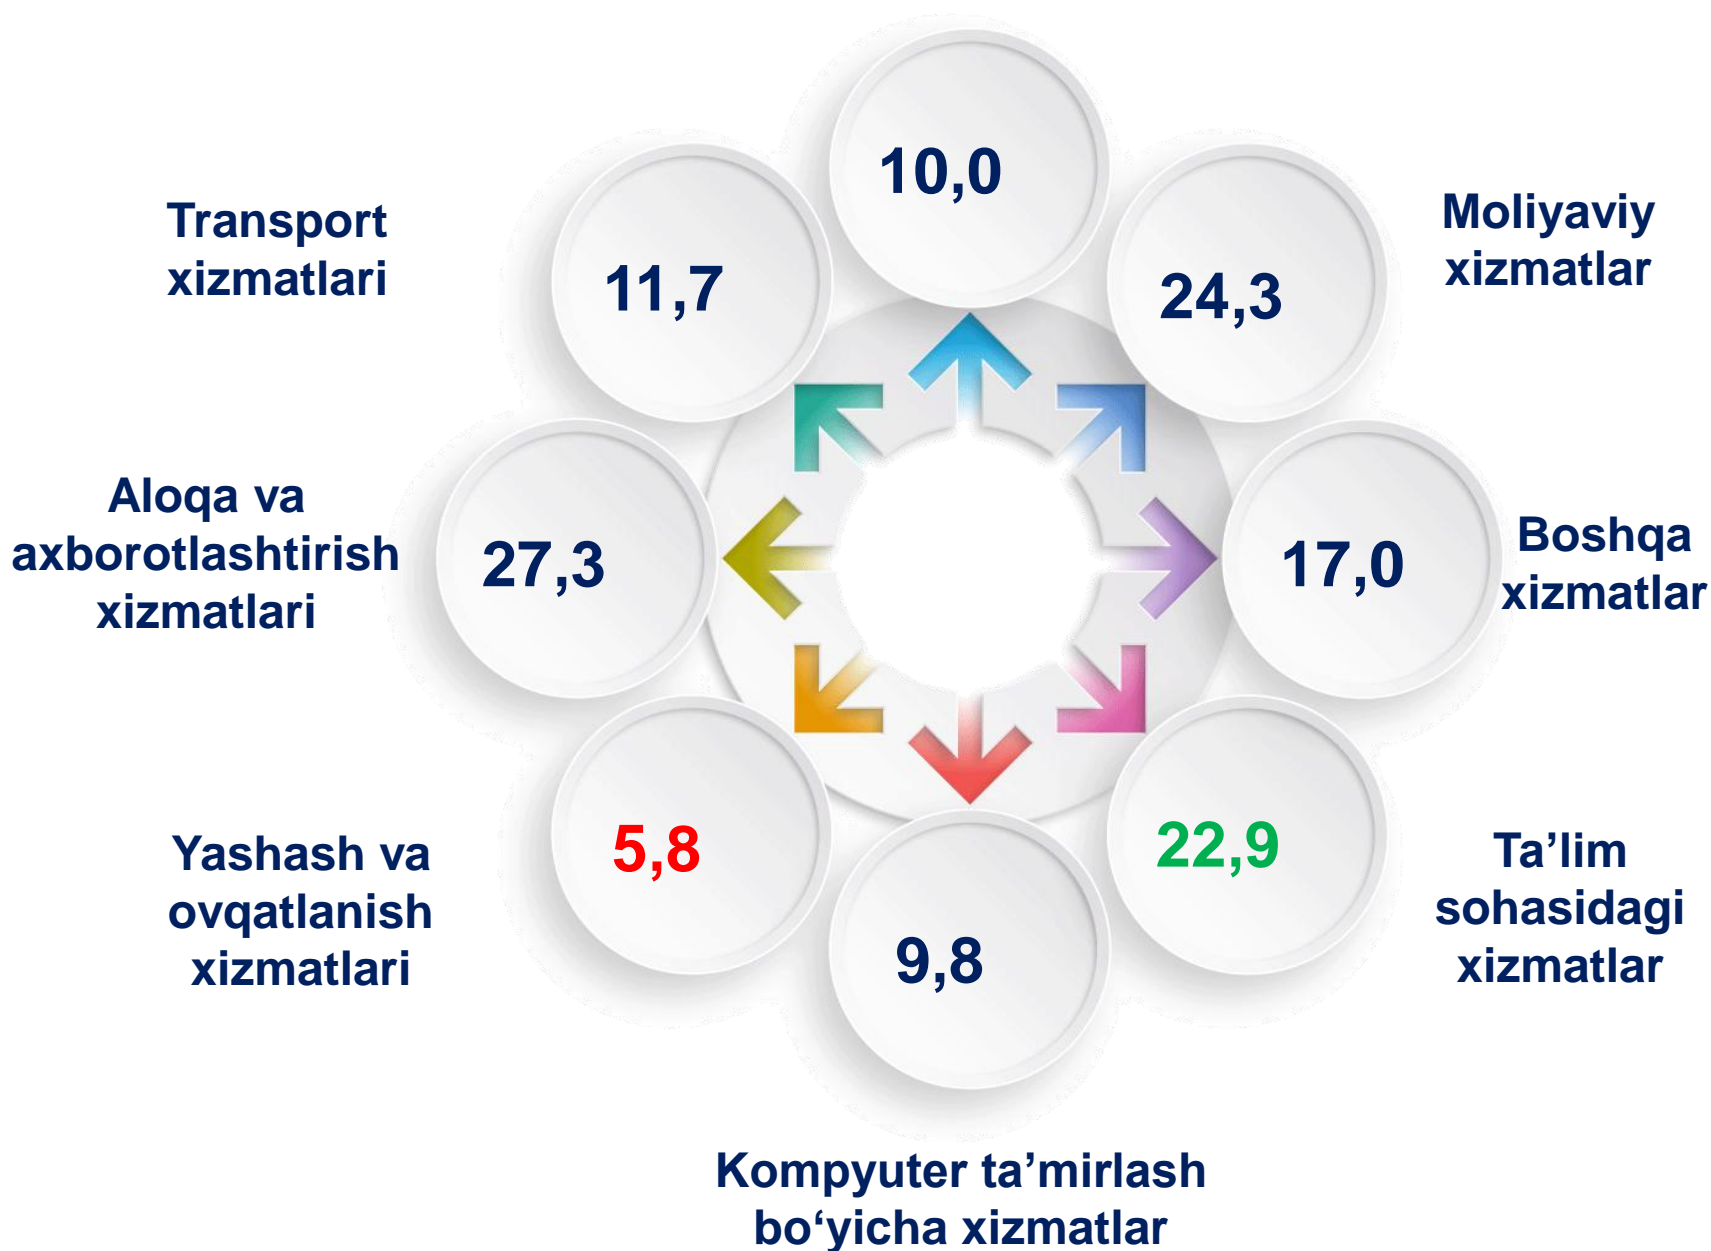 10,0
Transport
xizmatlari
11,7
Moliyaviy
xizmatlar
24,3
Aloqa va
axborotlashtirish
xizmatlari
27,3
17,0
Boshqa
xizmatlar
Yashash va
ovqatlanish
xizmatlari
5,8
22,9
Ta’lim
sohasidagi
xizmatlar
9,8
Kompyuter ta’mirlash
bo‘yicha xizmatlar